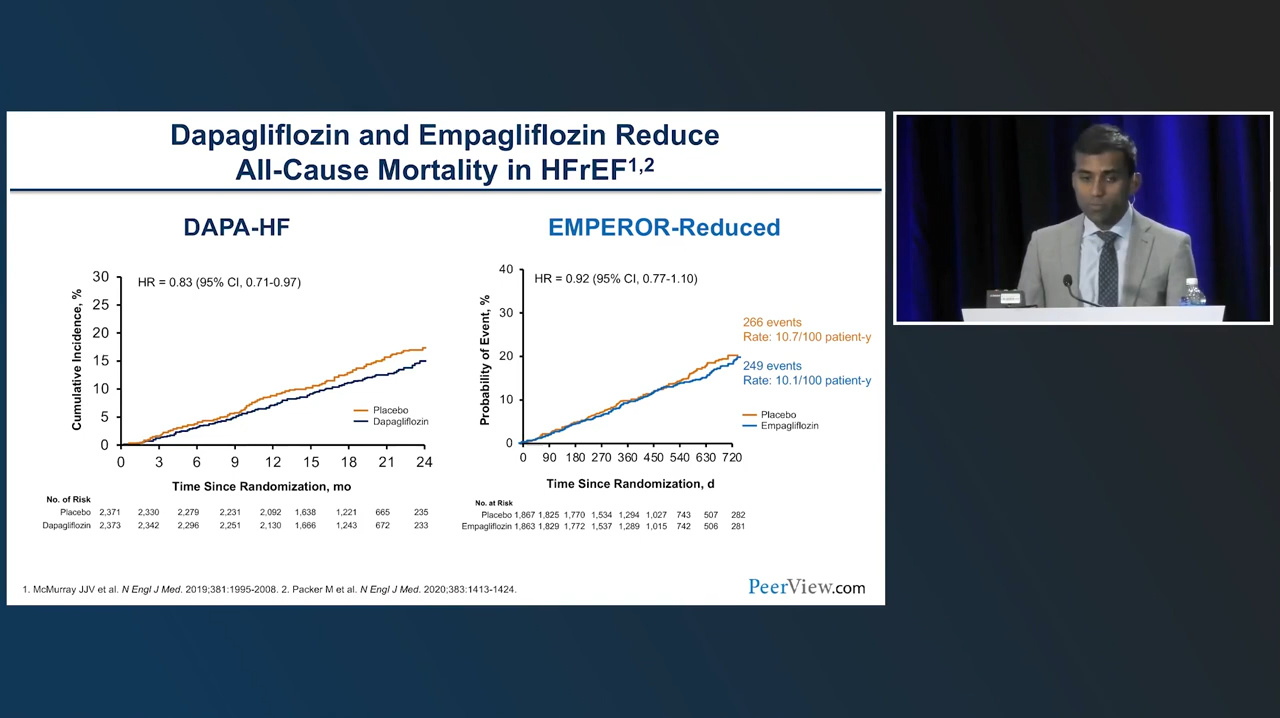 Dapagliflozin and Empagliflozin Reduce
All-Cause Mortality in HFrEF1,2
DAPA-HF
HR = 0.83 (95% CI, 0.71-0.97)
Cumulative Incidence, %
30
25
20
15
10
5
0
Placebo
Dapagliflozin
0 3 6 9 12 15 18 21 24
Time Since Randomization, mo
No. of Risk
Placebo 2,371 2,330 2,279 2,231 2,092 1,638 1,221 665 235
Dapagliflozin 2,373 2,342 2,296 2,251 2,130 1,666 1,243 672 233
EMPEROR-Reduced
HR = 0.92 (95% CI, 0.77-1.10)
Probability of Event, %
40
30
20
10
0
266 events
Rate: 10.7/100 patient-y
249 events
Rate: 10.1/100 patient-y
Placebo
Empagliflozin
0 90 180 270 360 450 540 630 720
Time Since Randomization, d
No. at Risk
Placebo 1,867 1,825 1,770 1,534 1,294 1,027 743 507 282
Empagliflozin 1,863 1,829 1,772 1,537 1,289 1,015 742 506 281
1. McMurray JJV et al. N Engl J Med. 2019;381:1995-2008. 2. Packer M et al. N Engl J Med. 2020;383:1413-1424.
PeerView.com